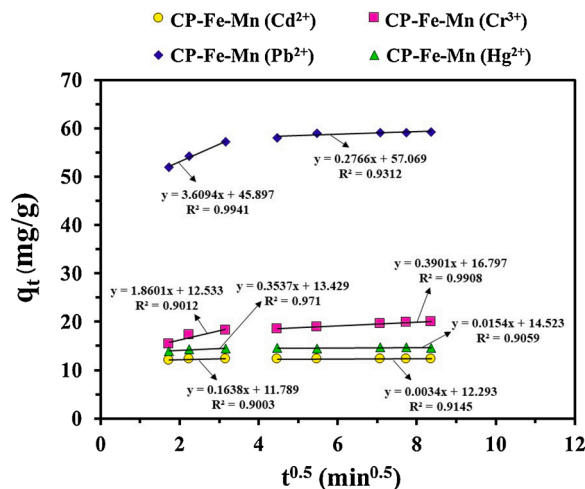 CP-Fe-Mn (Cd²⁺) CP-Fe-Mn (Cr³⁺)
CP-Fe-Mn (Pb²⁺) CP-Fe-Mn (Hg²⁺)
70
60
50
40
30
20
10
0
qt (mg/g)
y = 0.2766x + 57.069
R² = 0.9312
y = 3.6094x + 45.897
R² = 0.9941
y = 0.3901x + 16.797
R² = 0.9908
y = 0.3537x + 13.429
R² = 0.971
y = 1.8601x + 12.533
R² = 0.9012
y = 0.0154x + 14.523
R² = 0.9059
y = 0.1638x + 11.789
R² = 0.9003
y = 0.0034x + 12.293
R² = 0.9145
0 2 4 6 8 10 12
t⁰·⁵ (min⁰·⁵)